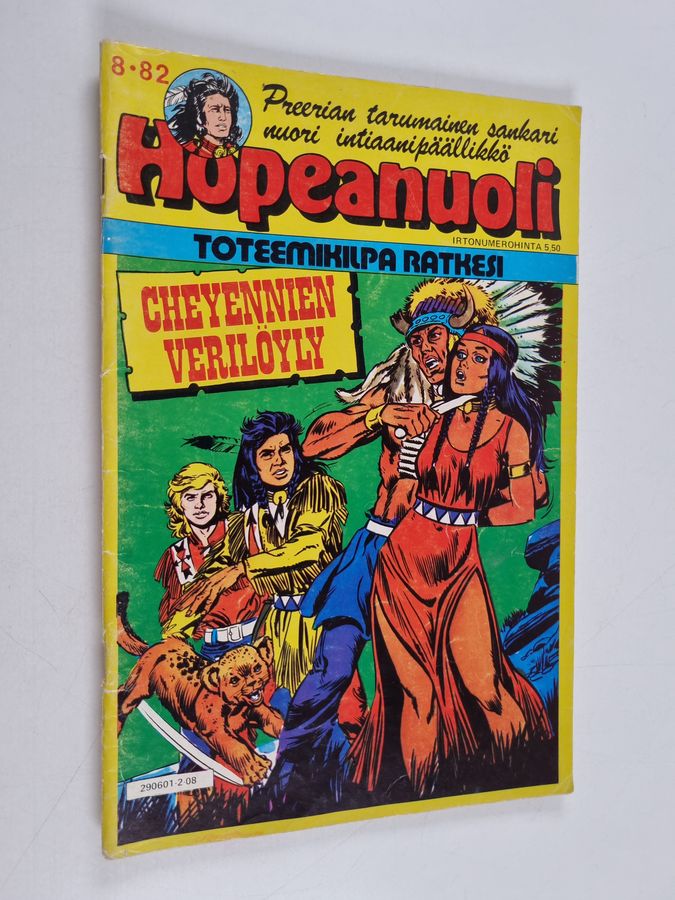 8•82
Preerian tarumainen sankari
nuori intiaanipäällikkö
Hopeanuoli
IRTONUMEROHINTA 5,50
TOTEEMIKILPA RATKESI
CHEYENNIEN
VERILÖYLY
290601-2-08